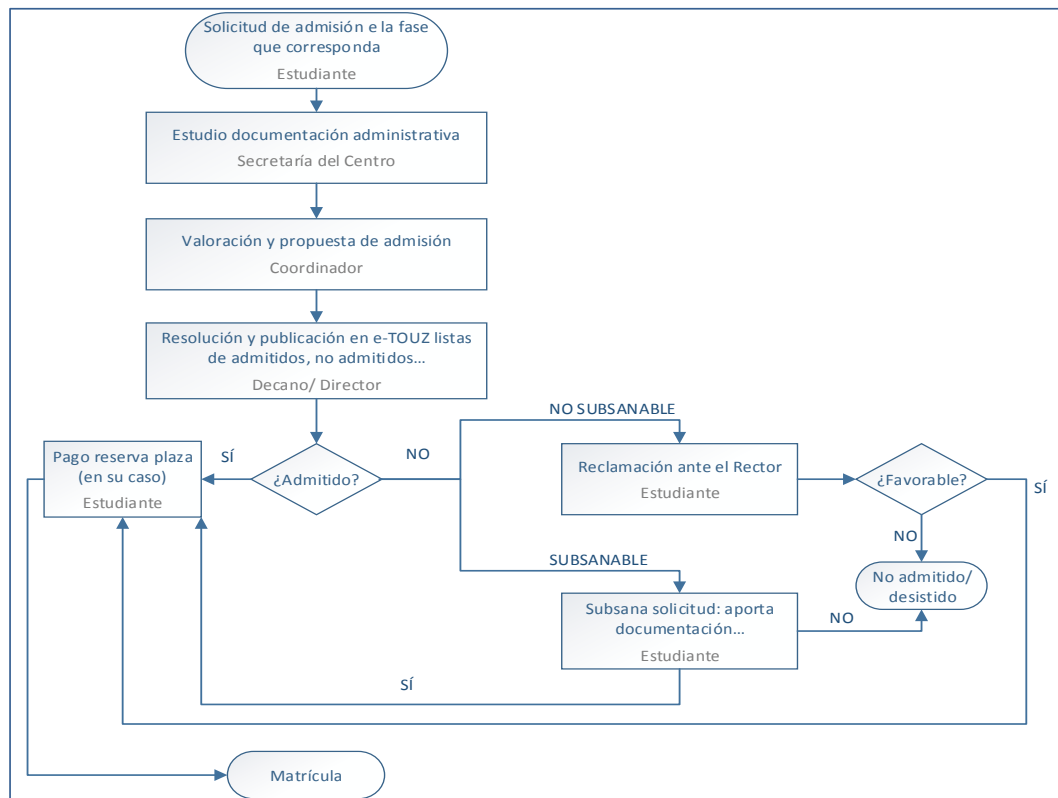 Solicitud de admisión e la fase
que corresponda
Estudiante
Estudio documentación administrativa
Secretaría del Centro
Valoración y propuesta de admisión
Coordinador
Resolución y publicación en e-TOUZ listas
de admitidos, no admitidos...
Decano/ Director
NO SUBSANABLE
Pago reserva plaza
(en su caso)
Estudiante
SÍ
¿Admitido?
NO
Reclamación ante el Rector
Estudiante
¿Favorable?
SÍ
NO
SUBSANABLE
No admitido/
desistido
Subsana solicitud: aporta
documentación...
Estudiante
NO
SÍ
Matrícula